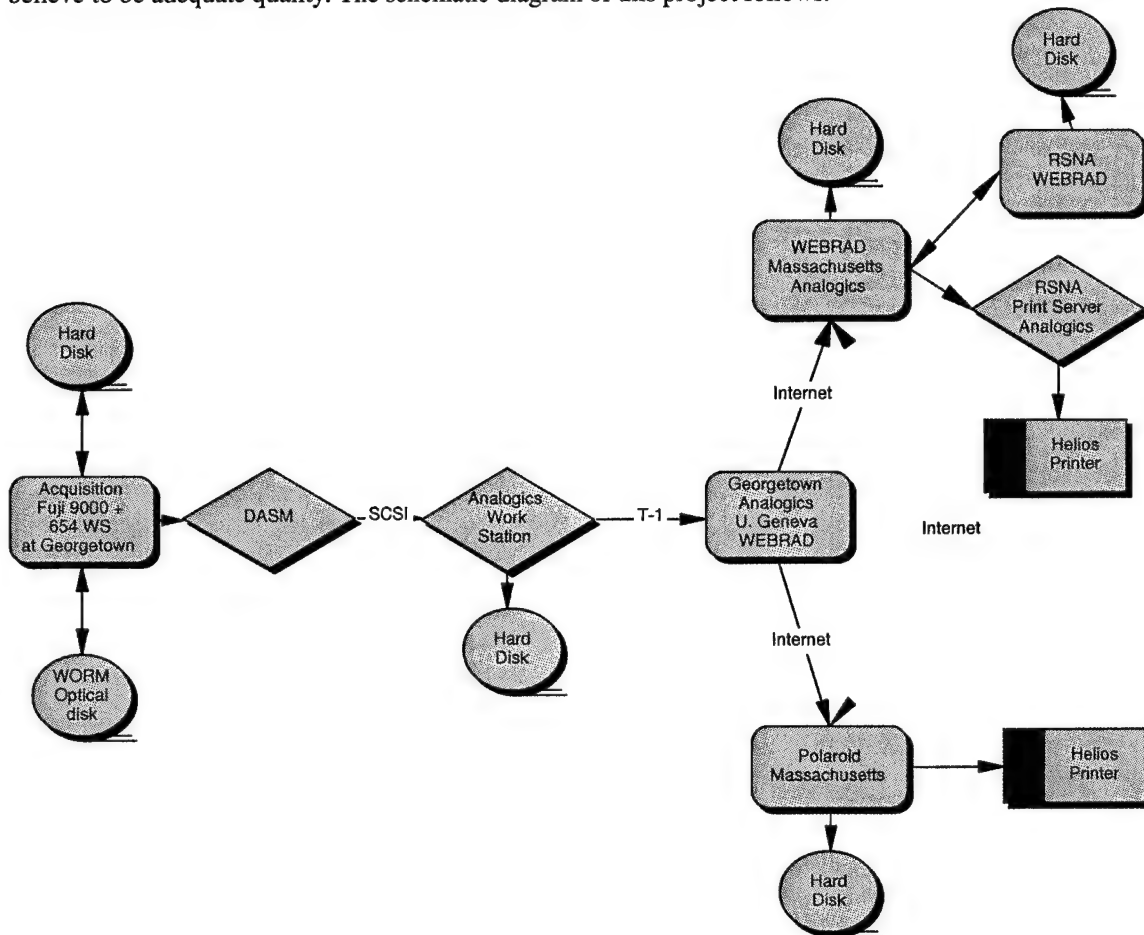 believe to be adequate quality. The schematic diagram of this project follows:
Hard
Disk
Hard
Disk
RSNA
WEBRAD
WEBRAD
Massachusetts
Analogics
RSNA
Print Server
Analogics
Hard
Disk
Internet
Helios
Printer
Acquisition
Fuji 9000 +
654 WS
at Georgetown
DASM
SCSI
Analogics
Work
Station
T-1
Georgetown
Analogics
U. Geneva
WEBRAD
Internet
Hard
Disk
Internet
WORM
Optical
disk
Polaroid
Massachusetts
Helios
Printer
Hard
Disk